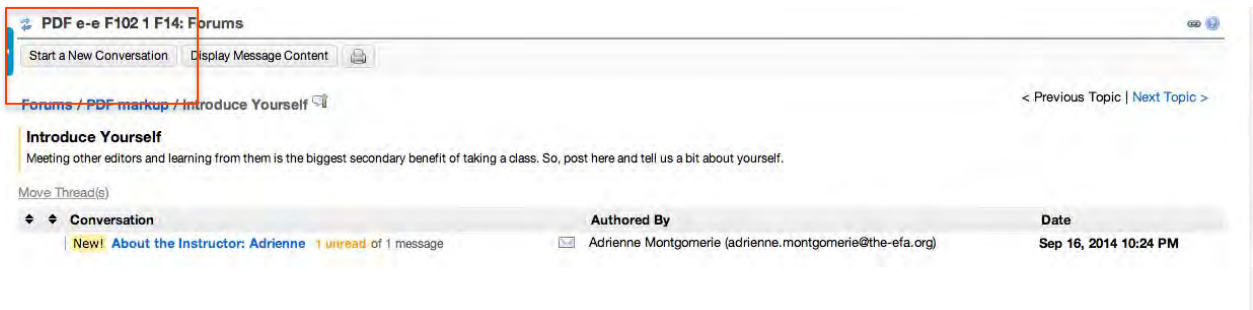 PDF e-e F102 1 F14: Forums
Start a New Conversation Display Message Content
Forums / PDF markup / Introduce Yourself
< Previous Topic | Next Topic >
Introduce Yourself
Meeting other editors and learning from them is the biggest secondary benefit of taking a class. So, post here and tell us a bit about yourself.
Move Thread(s)
Conversation Authored By Date
New! About the Instructor: Adrienne 1 unread of 1 message Adrienne Montgomerie (adrienne.montgomerie@the-efa.org) Sep 16, 2014 10:24 PM